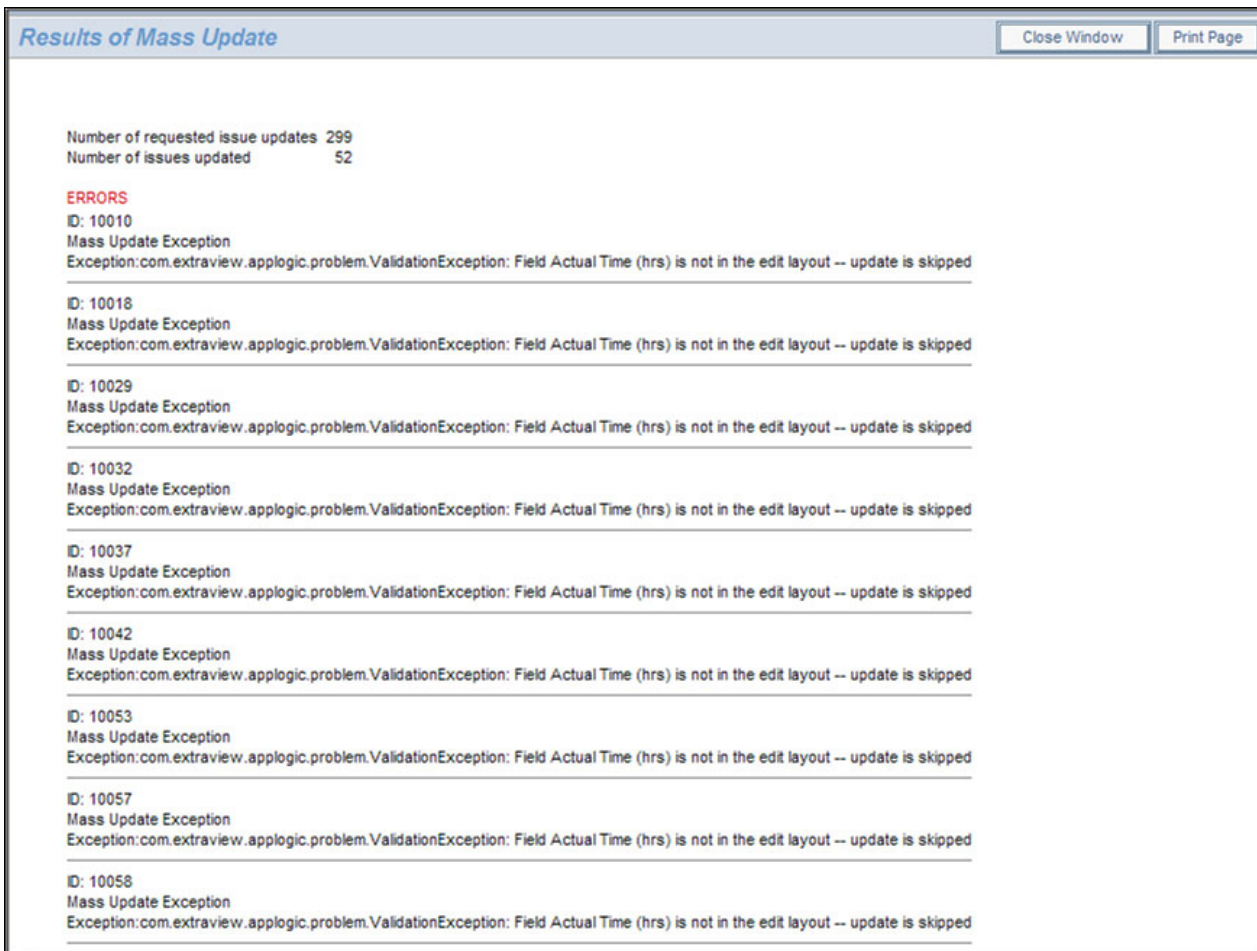 Results of Mass Update
Close Window
Print Page
Number of requested issue updates 299
Number of issues updated 52
ERRORS
ID: 10010
Mass Update Exception
Exception:com.extraview.applogic.problem.ValidationException: Field Actual Time (hrs) is not in the edit layout -- update is skipped
ID: 10018
Mass Update Exception
Exception:com.extraview.applogic.problem.ValidationException: Field Actual Time (hrs) is not in the edit layout -- update is skipped
ID: 10029
Mass Update Exception
Exception:com.extraview.applogic.problem.ValidationException: Field Actual Time (hrs) is not in the edit layout -- update is skipped
ID: 10032
Mass Update Exception
Exception:com.extraview.applogic.problem.ValidationException: Field Actual Time (hrs) is not in the edit layout -- update is skipped
ID: 10037
Mass Update Exception
Exception:com.extraview.applogic.problem.ValidationException: Field Actual Time (hrs) is not in the edit layout -- update is skipped
ID: 10042
Mass Update Exception
Exception:com.extraview.applogic.problem.ValidationException: Field Actual Time (hrs) is not in the edit layout -- update is skipped
ID: 10053
Mass Update Exception
Exception:com.extraview.applogic.problem.ValidationException: Field Actual Time (hrs) is not in the edit layout -- update is skipped
ID: 10057
Mass Update Exception
Exception:com.extraview.applogic.problem.ValidationException: Field Actual Time (hrs) is not in the edit layout -- update is skipped
ID: 10058
Mass Update Exception
Exception:com.extraview.applogic.problem.ValidationException: Field Actual Time (hrs) is not in the edit layout -- update is skipped